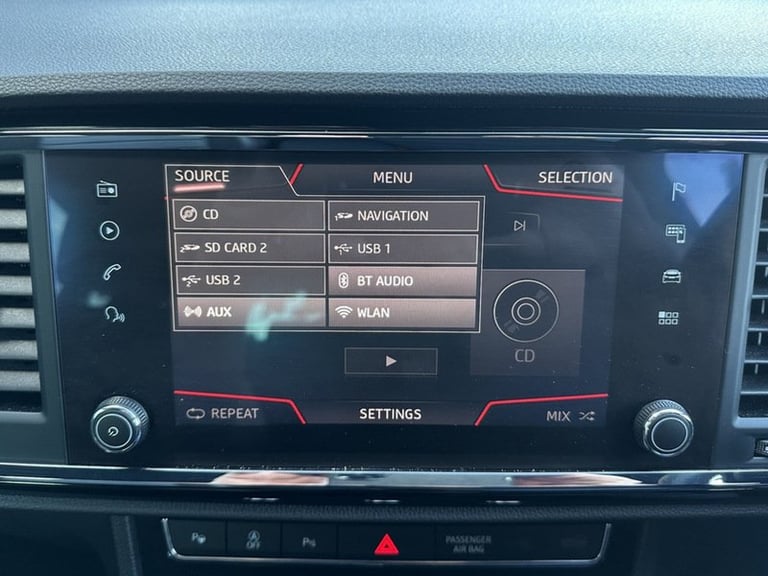 SOURCE MENU SELECTION
CD NAVIGATION
SD CARD 2 USB 1
USB 2 BT AUDIO
AUX WLAN
CD
REPEAT SETTINGS MIX
OFF PASSENGER
AIR BAG